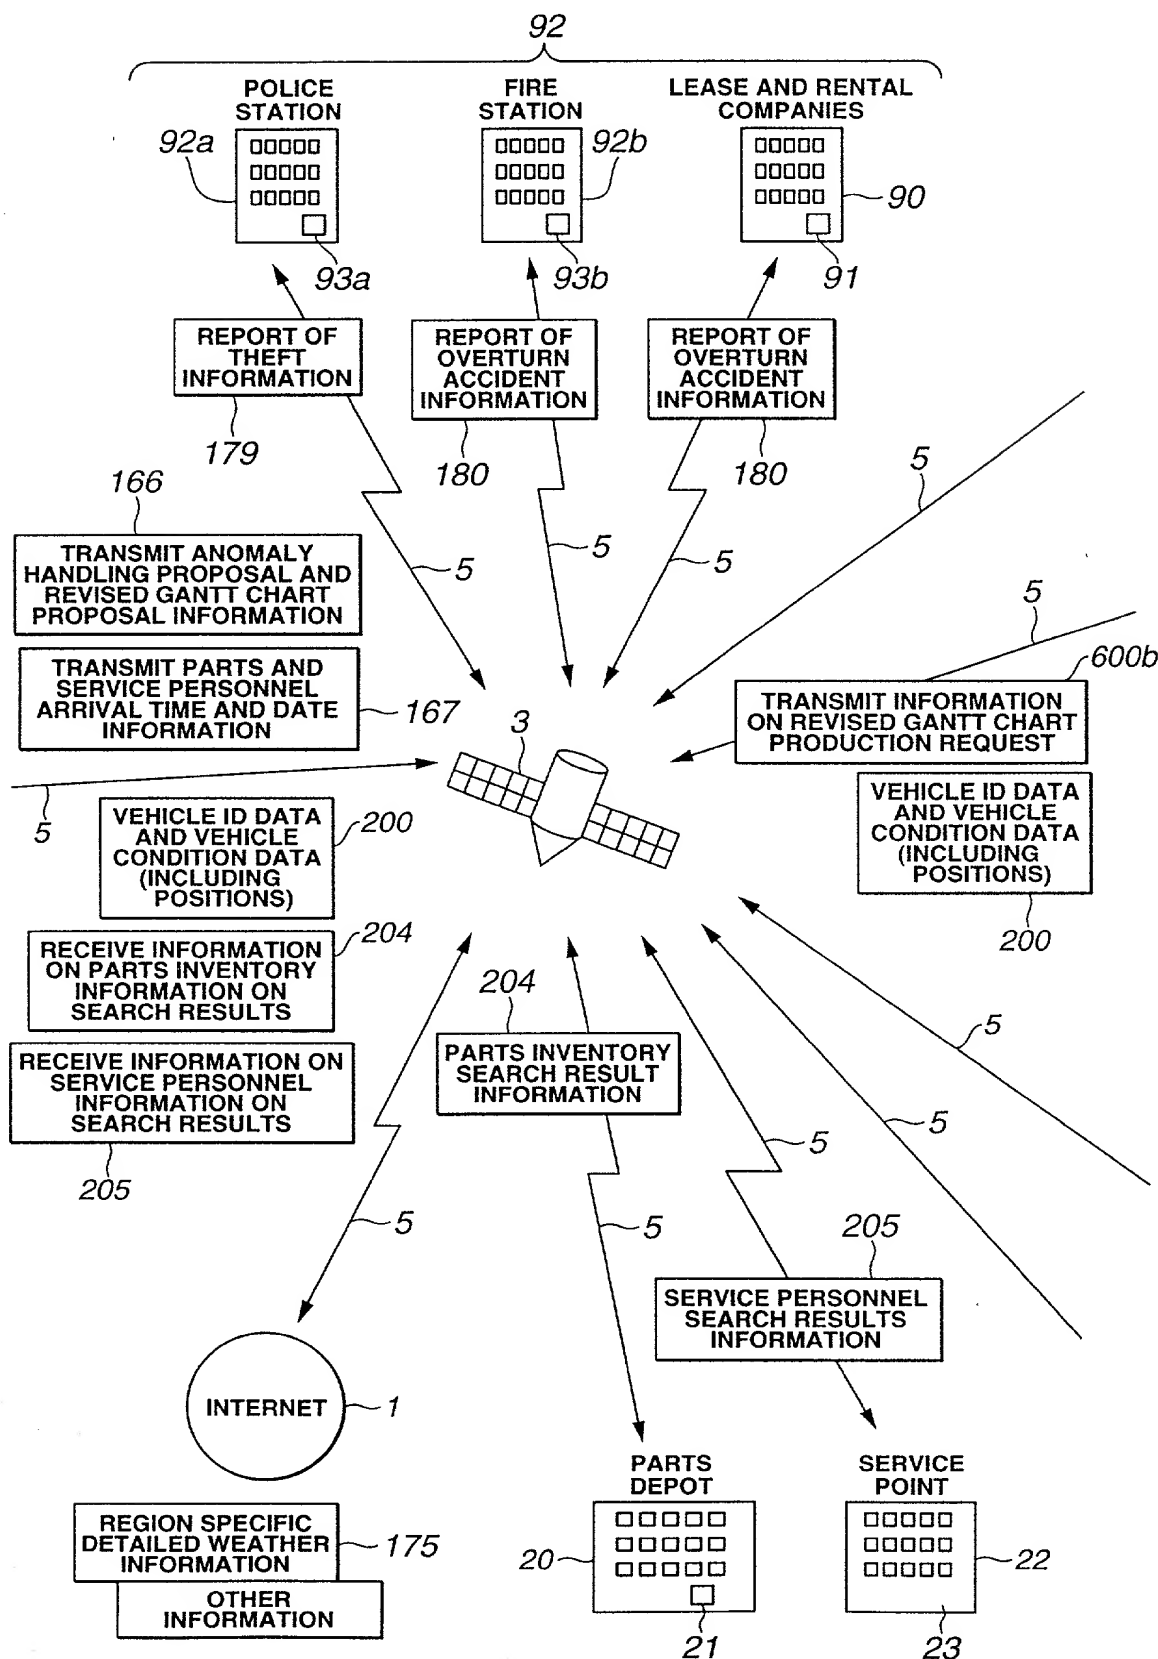 92
POLICE
STATION
FIRE
STATION
LEASE AND RENTAL
COMPANIES
92a
92b
90
93a
93b
91
REPORT OF
THEFT
INFORMATION
REPORT OF
OVERTURN
ACCIDENT
INFORMATION
REPORT OF
OVERTURN
ACCIDENT
INFORMATION
179
180
180
5
166
TRANSMIT ANOMALY
HANDLING PROPOSAL AND
REVISED GANTT CHART
PROPOSAL INFORMATION
5
5
5
5
TRANSMIT PARTS AND
SERVICE PERSONNEL
ARRIVAL TIME AND DATE
INFORMATION
167
600b
TRANSMIT INFORMATION
ON REVISED GANTT CHART
PRODUCTION REQUEST
3
5
VEHICLE ID DATA
AND VEHICLE
CONDITION DATA
(INCLUDING
POSITIONS)
200
VEHICLE ID DATA
AND VEHICLE
CONDITION DATA
(INCLUDING
POSITIONS)
200
RECEIVE INFORMATION
ON PARTS INVENTORY
INFORMATION ON
SEARCH RESULTS
204
204
PARTS INVENTORY
SEARCH RESULT
INFORMATION
5
RECEIVE INFORMATION ON
SERVICE PERSONNEL
INFORMATION ON
SEARCH RESULTS
205
5
5
5
5
205
SERVICE PERSONNEL
SEARCH RESULTS
INFORMATION
INTERNET
1
PARTS
DEPOT
SERVICE
POINT
REGION SPECIFIC
DETAILED WEATHER
INFORMATION
175
OTHER
INFORMATION
20
22
21
23